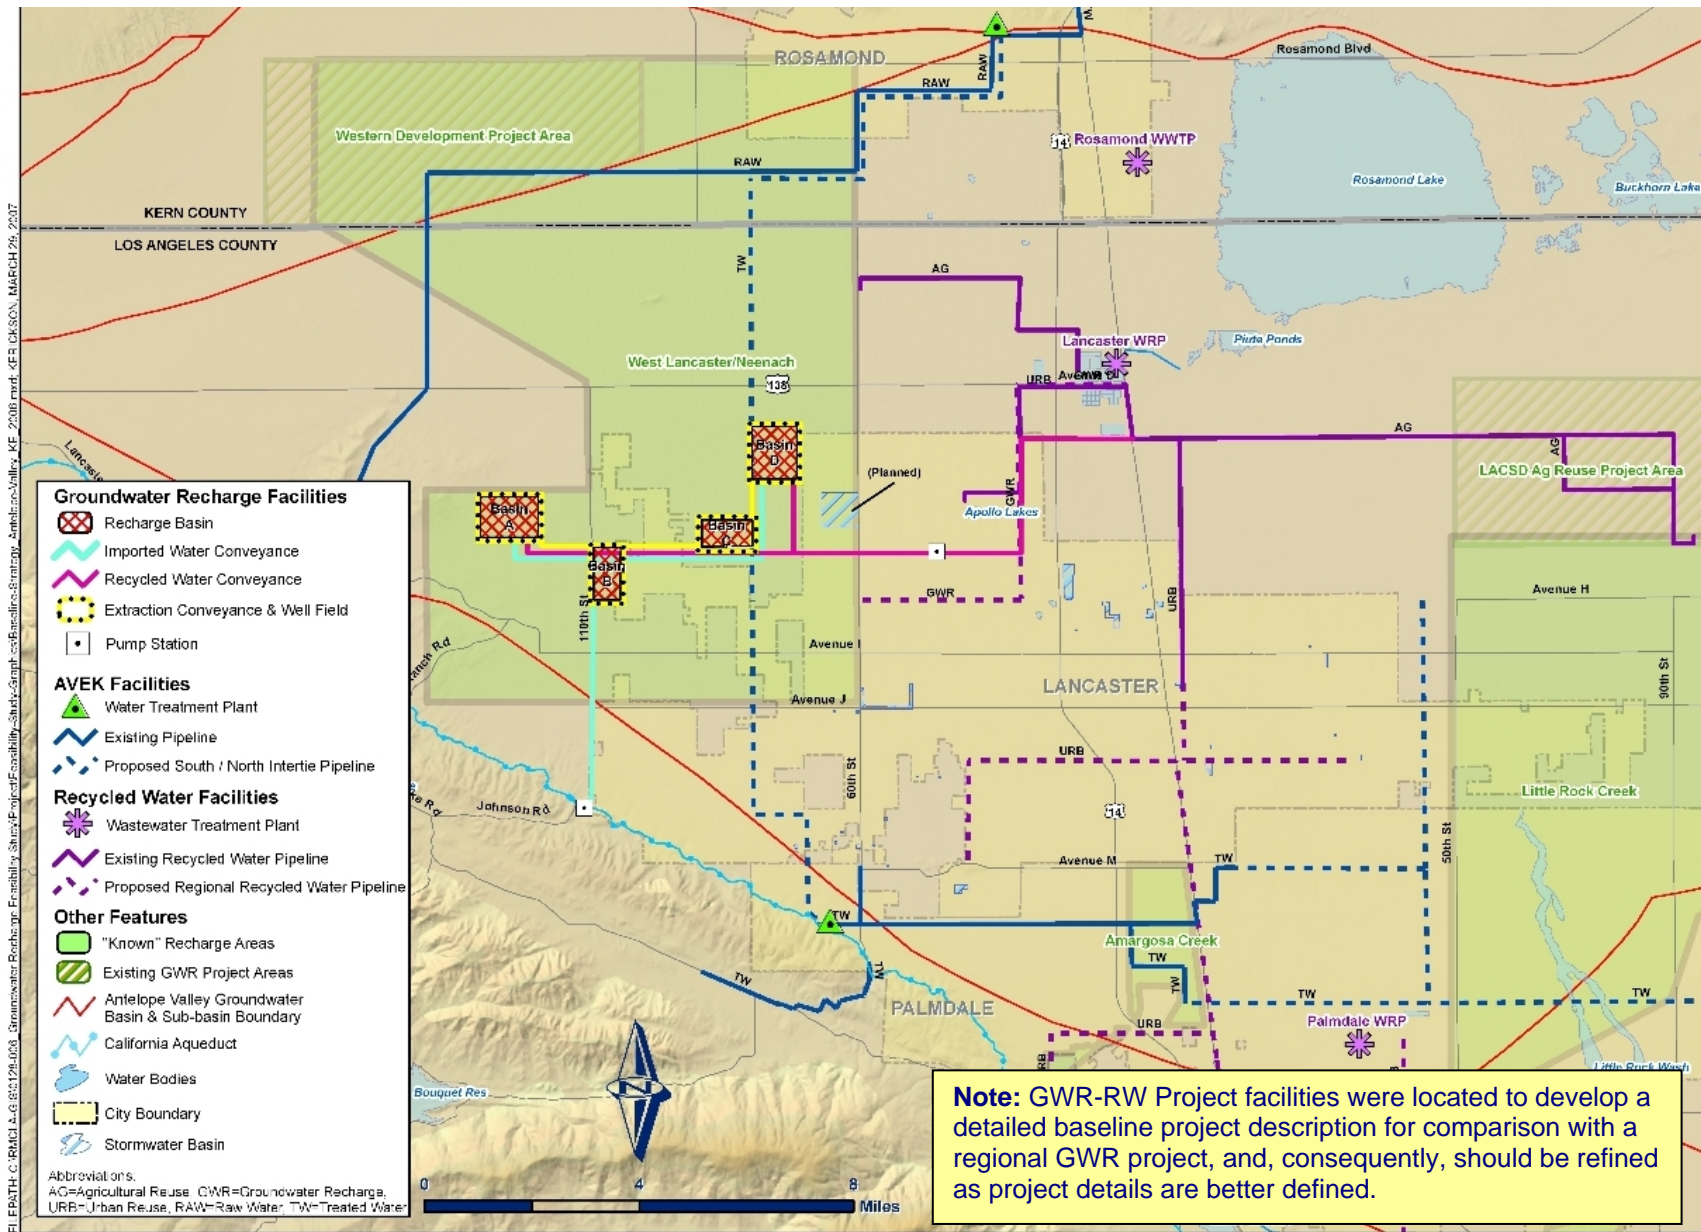 ROSAMOND
Rosamond Blvd
RAW
RAW
Western Development Project Area
14
Rosamond WWTP
RAW
Rosamond Lake
Buckhorn Lake
KERN COUNTY
LOS ANGELES COUNTY
TW
AG
Lancaster WRP
Piute Ponds
West Lancaster/Neenach
138
URB
Avenue D
AG
AG
LACSD Ag Reuse Project Area
Basin
D
(Planned)
GWR
Apollo Lakes
Basin
A
Basin
C
Basin
B
GWR
110th St
URB
Avenue H
Avenue I
LANCASTER
Avenue J
90th St
URB
60th St
14
Little Rock Creek
Johnson Rd
50th St
Avenue M
TW
TW
Amargosa Creek
TW
TW
TW
TW
TW
TW
PALMDALE
URB
Palmdale WRP
Little Rock Wash
Bouquet Res
N
0
4
8
Miles
Groundwater Recharge Facilities
Recharge Basin
Imported Water Conveyance
Recycled Water Conveyance
Extraction Conveyance & Well Field
Pump Station
AVEK Facilities
Water Treatment Plant
Existing Pipeline
Proposed South / North Intertie Pipeline
Recycled Water Facilities
Wastewater Treatment Plant
Existing Recycled Water Pipeline
Proposed Regional Recycled Water Pipeline
Other Features
"Known" Recharge Areas
Existing GWR Project Areas
Antelope Valley Groundwater
Basin & Sub-basin Boundary
California Aqueduct
Water Bodies
City Boundary
Stormwater Basin
Abbreviations:
AG=Agricultural Reuse, GWR=Groundwater Recharge,
URB=Urban Reuse, RAW=Raw Water, TW=Treated Water
Note: GWR-RW Project facilities were located to develop a
detailed baseline project description for comparison with a
regional GWR project, and, consequently, should be refined
as project details are better defined.